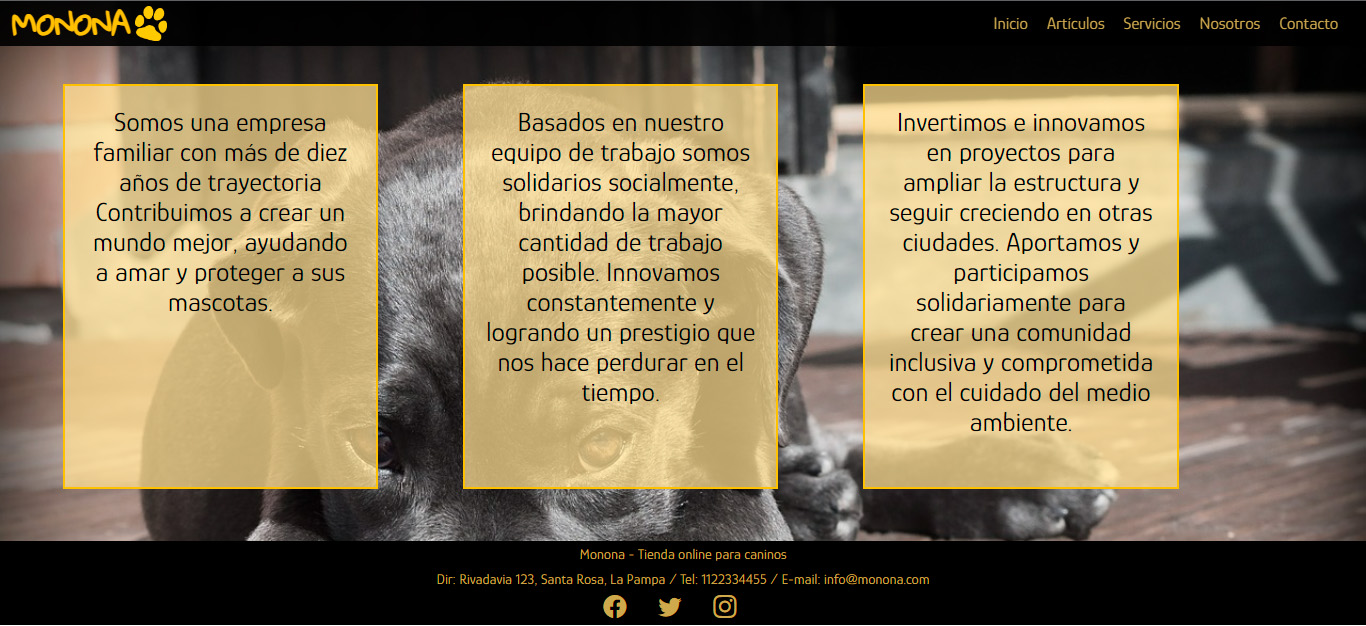 MONONA
Inicio Artículos Servicios Nosotros Contacto
Somos una empresa
familiar con más de diez
años de trayectoria
Contribuimos a crear un
mundo mejor, ayudando
a amar y proteger a sus
mascotas.
Basados en nuestro
equipo de trabajo somos
solidarios socialmente,
brindando la mayor
cantidad de trabajo
posible. Innovamos
constantemente y
logrando un prestigio que
nos hace perdurar en el
tiempo.
Invertimos e innovamos
en proyectos para
ampliar la estructura y
seguir creciendo en otras
ciudades. Aportamos y
participamos
solidariamente para
crear una comunidad
inclusiva y comprometida
con el cuidado del medio
ambiente.
Monona - Tienda online para caninos
Dir: Rivadavia 123, Santa Rosa, La Pampa / Tel: 1122334455 / E-mail: info@monona.com